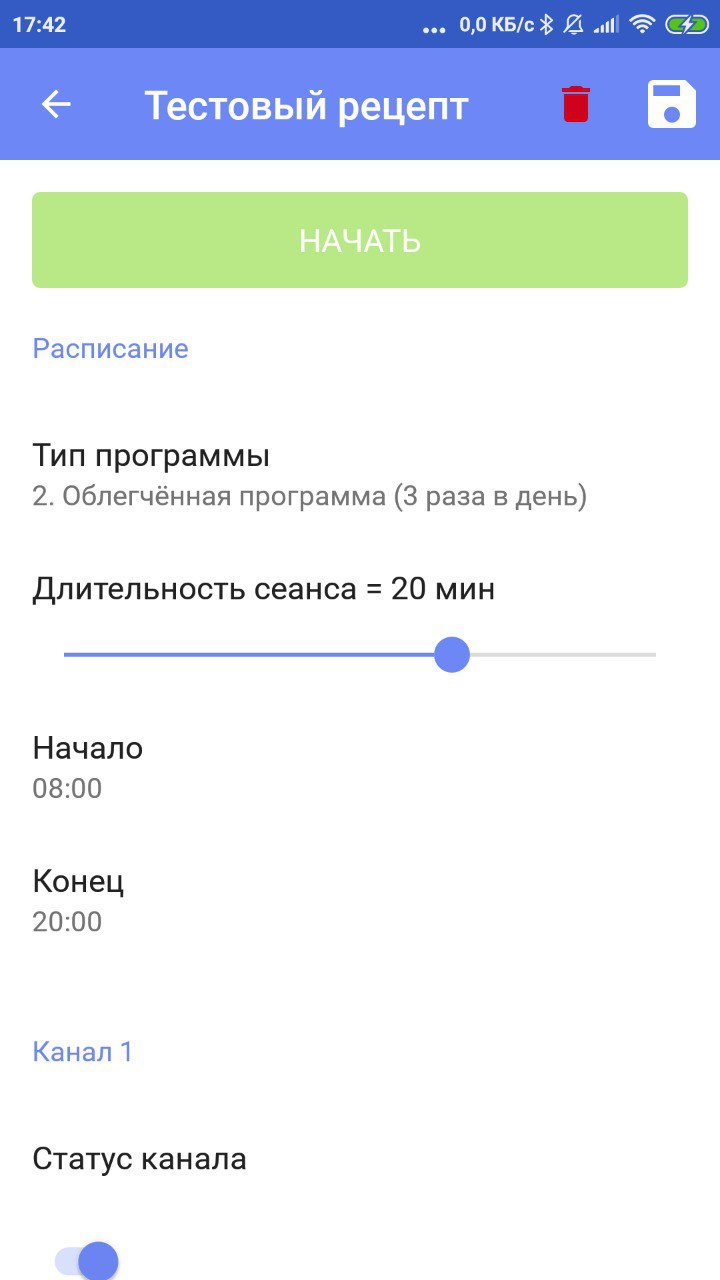 17:42 ... 0,0 КБ/с
Тестовый рецепт
НАЧАТЬ
Расписание
Тип программы
2. Облегчённая программа (3 раза в день)
Длительность сеанса = 20 мин
Начало
08:00
Конец
20:00
Канал 1
Статус канала